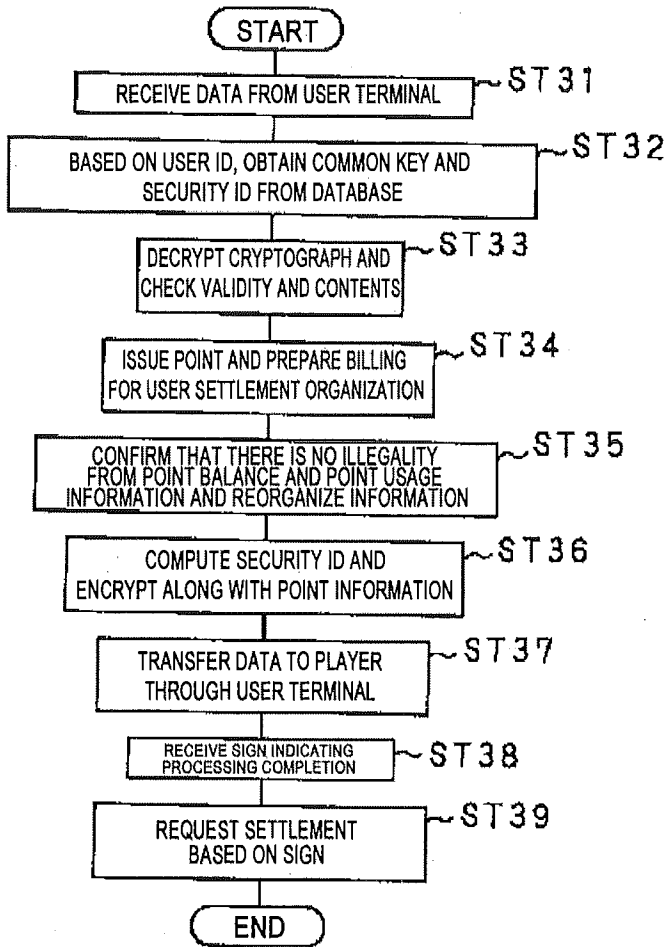 START
RECEIVE DATA FROM USER TERMINAL
ST31
BASED ON USER ID, OBTAIN COMMON KEY AND
SECURITY ID FROM DATABASE
ST32
DECRYPT CRYPTOGRAPH AND
CHECK VALIDITY AND CONTENTS
ST33
ISSUE POINT AND PREPARE BILLING
FOR USER SETTLEMENT ORGANIZATION
ST34
CONFIRM THAT THERE IS NO ILLEGALITY
FROM POINT BALANCE AND POINT USAGE
INFORMATION AND REORGANIZE INFORMATION
ST35
COMPUTE SECURITY ID AND
ENCRYPT ALONG WITH POINT INFORMATION
ST36
TRANSFER DATA TO PLAYER
THROUGH USER TERMINAL
ST37
RECEIVE SIGN INDICATING
PROCESSING COMPLETION
ST38
REQUEST SETTLEMENT
BASED ON SIGN
ST39
END